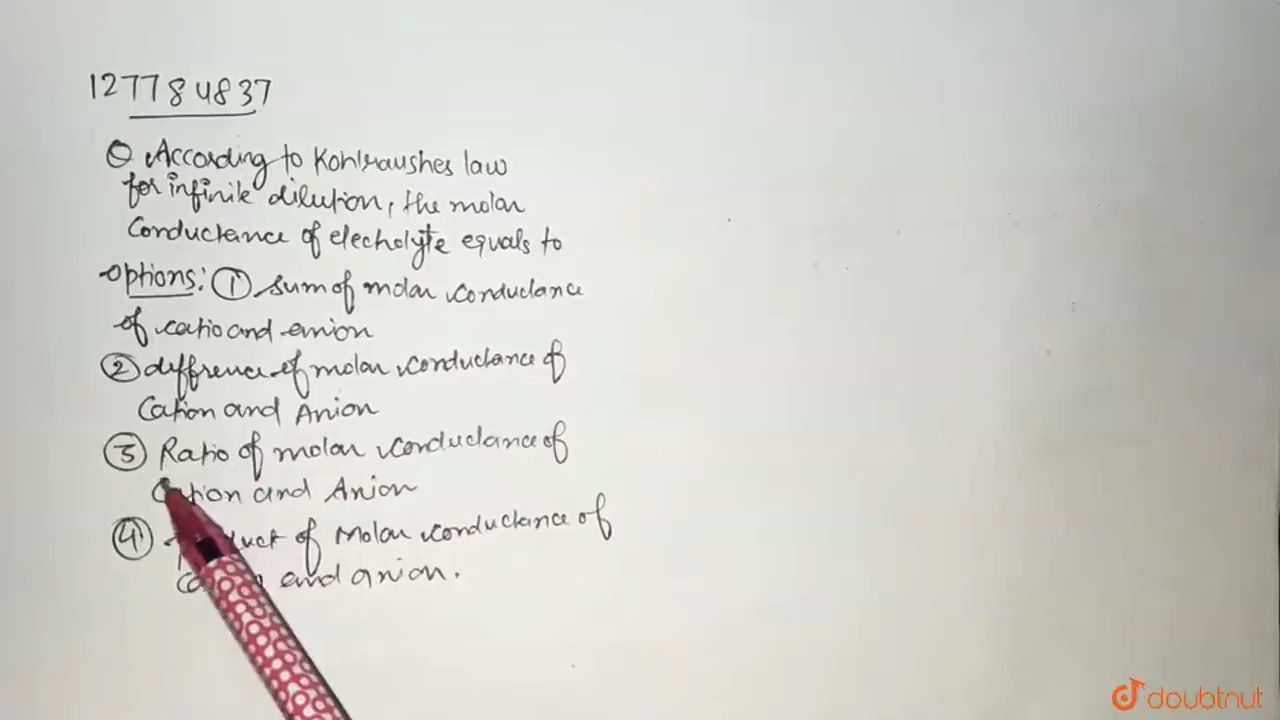 127784837
Q According to Kohlraushes law
for infinite dilution, the molar
Conductance of electrolyte equals to
options: ① sum of molar conductance
of catio and anion
② diffrence of molar conductance of
Cation and Anion
③ Ratio of molar conductance of
Cation and Anion
④ of Molar conductance of
and anion.
doubtnut